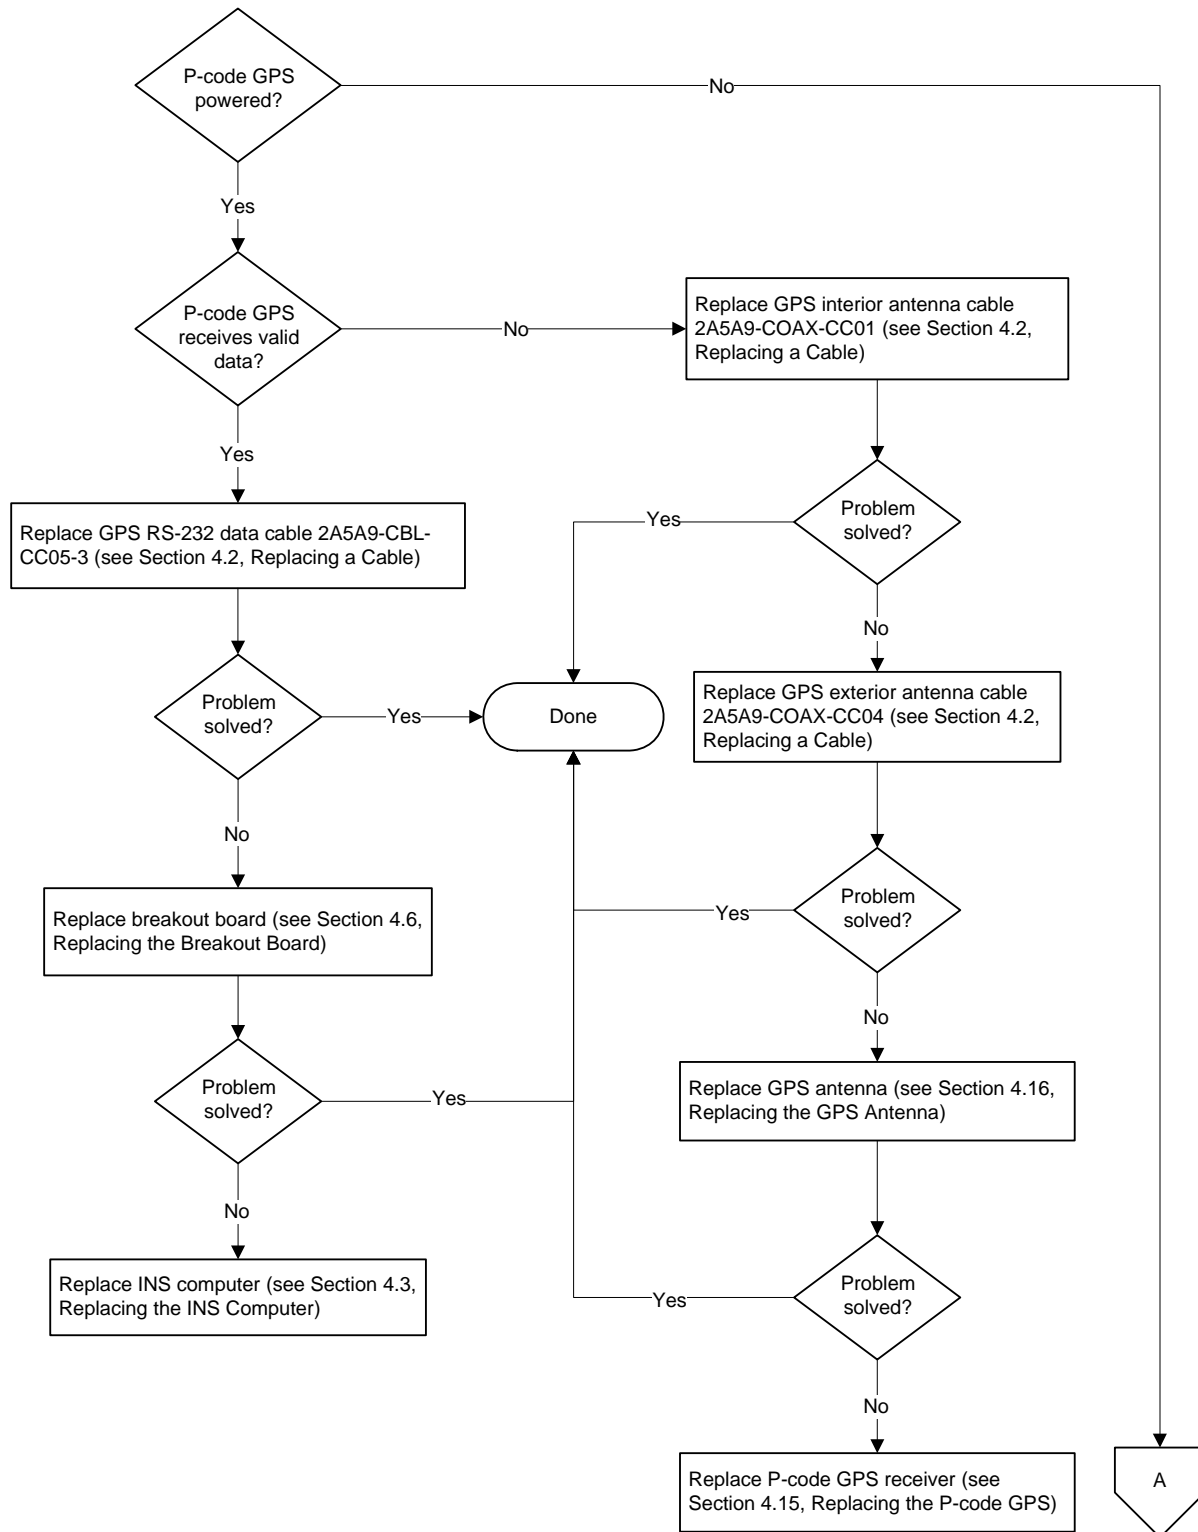 P-code GPS
powered?
No
Yes
P-code GPS
receives valid
data?
No
Replace GPS interior antenna cable
2A5A9-COAX-CC01 (see Section 4.2,
Replacing a Cable)
Yes
Replace GPS RS-232 data cable 2A5A9-CBL-
CC05-3 (see Section 4.2, Replacing a Cable)
Yes
Problem
solved?
No
Problem
solved?
Yes
Done
Replace GPS exterior antenna cable
2A5A9-COAX-CC04 (see Section 4.2,
Replacing a Cable)
No
Replace breakout board (see Section 4.6,
Replacing the Breakout Board)
Yes
Problem
solved?
No
Problem
solved?
Yes
Replace GPS antenna (see Section 4.16,
Replacing the GPS Antenna)
No
Replace INS computer (see Section 4.3,
Replacing the INS Computer)
Yes
Problem
solved?
No
Replace P-code GPS receiver (see
Section 4.15, Replacing the P-code GPS)
A